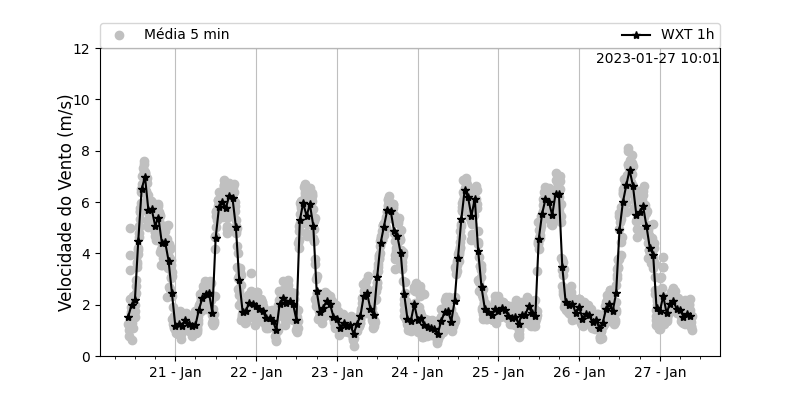 Média 5 min
WXT 1h
2023-01-27 10:01
Velocidade do Vento (m/s)
12
10
8
6
4
2
0
21 - Jan
22 - Jan
23 - Jan
24 - Jan
25 - Jan
26 - Jan
27 - Jan